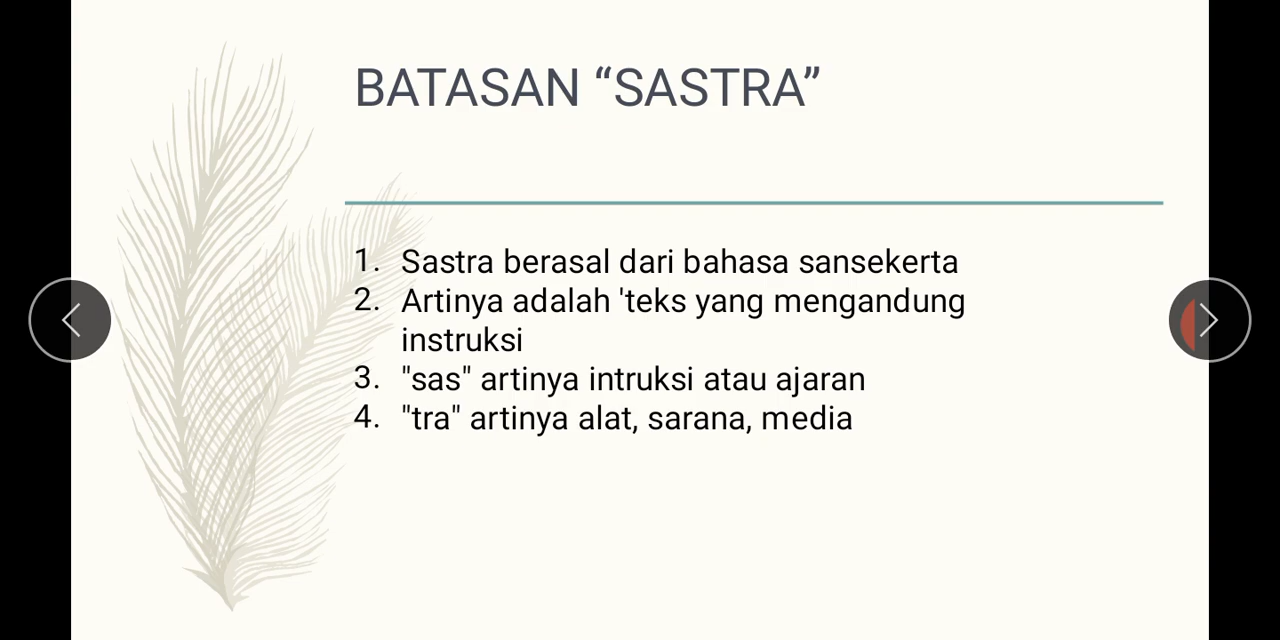 BATASAN “SASTRA”
1. Sastra berasal dari bahasa sansekerta
2. Artinya adalah 'teks yang mengandung
instruksi
3. "sas" artinya intruksi atau ajaran
4. "tra" artinya alat, sarana, media